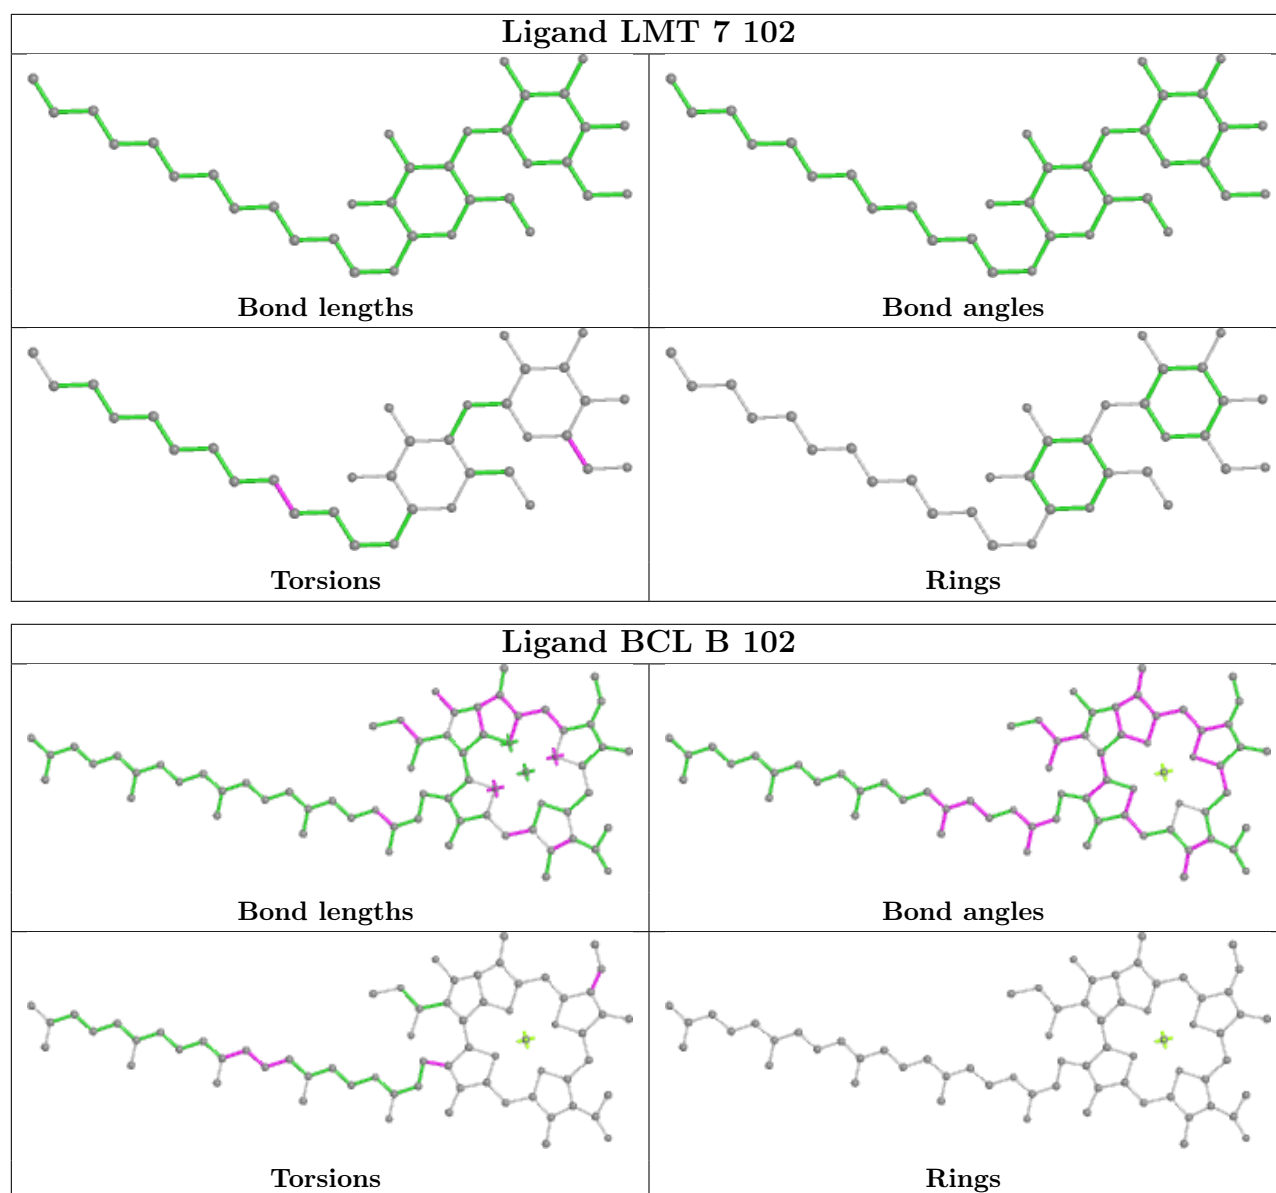 Ligand LMT 7 102
Bond lengths
Bond angles
Torsions
Rings
Ligand BCL B 102
Bond lengths
Bond angles
Torsions
Rings